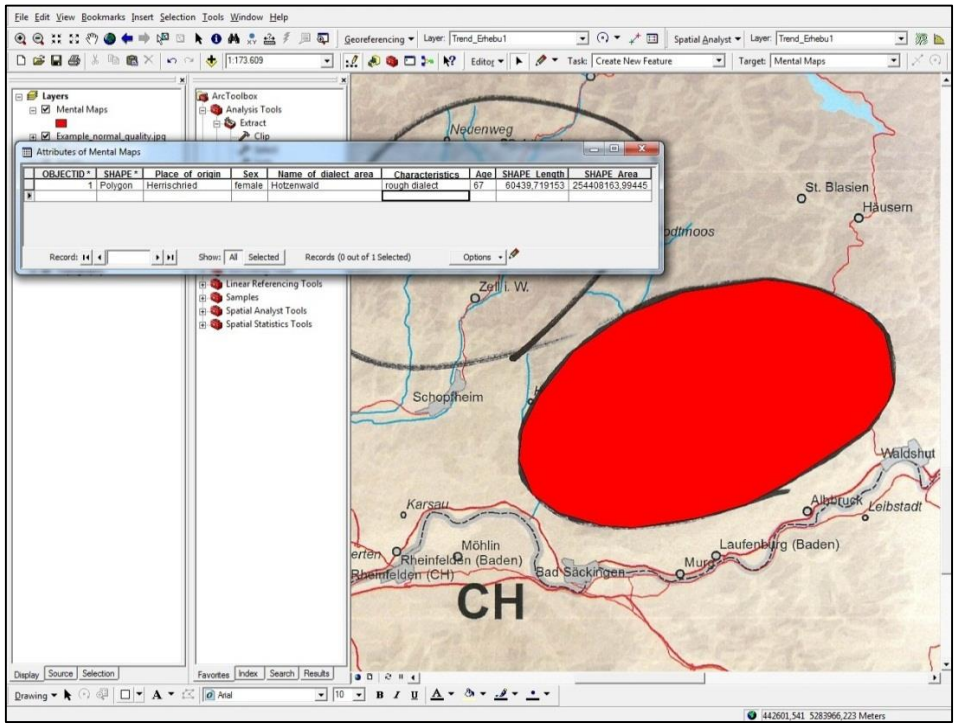 File Edit View Bookmarks Insert Selection Tools Window Help
Georeferencing Layer: Trend_Erhebu1 Spatial Analyst Layer: Trend_Erhebu1
1:173.609 Editor Task: Create New Feature Target: Mental Maps
Layers
Mental Maps
Example_normal_quality.jpg
ArcToolbox
Analysis Tools
Extract
Clip
Attributes of Mental Maps
OBJECTID * SHAPE * Place of origin Sex Name of dialect area Characteristics Age SHAPE Length SHAPE Area
1 Polygon Herrischried female Hotzenwald rough dialect 67 60439,719153 254408163,99445
Record: Show: All Selected Records (0 out of 1 Selected) Options
Linear Referencing Tools
Samples
Spatial Analyst Tools
Spatial Statistics Tools
Neuenweg
St. Blasien
Häusern
odtmoos
Zell i. W.
Schopfheim
Waldshut
Karsau
Albbruck
Leibstadt
Möhlin
Laufenburg (Baden)
erten
Rheinfelden (Baden)
Murg
Rheinfelden (CH)
Bad Säckingen
CH
Display Source Selection
Favorites Index Search Results
Drawing A Arial 10 B I U A
442601,541 5283966,223 Meters